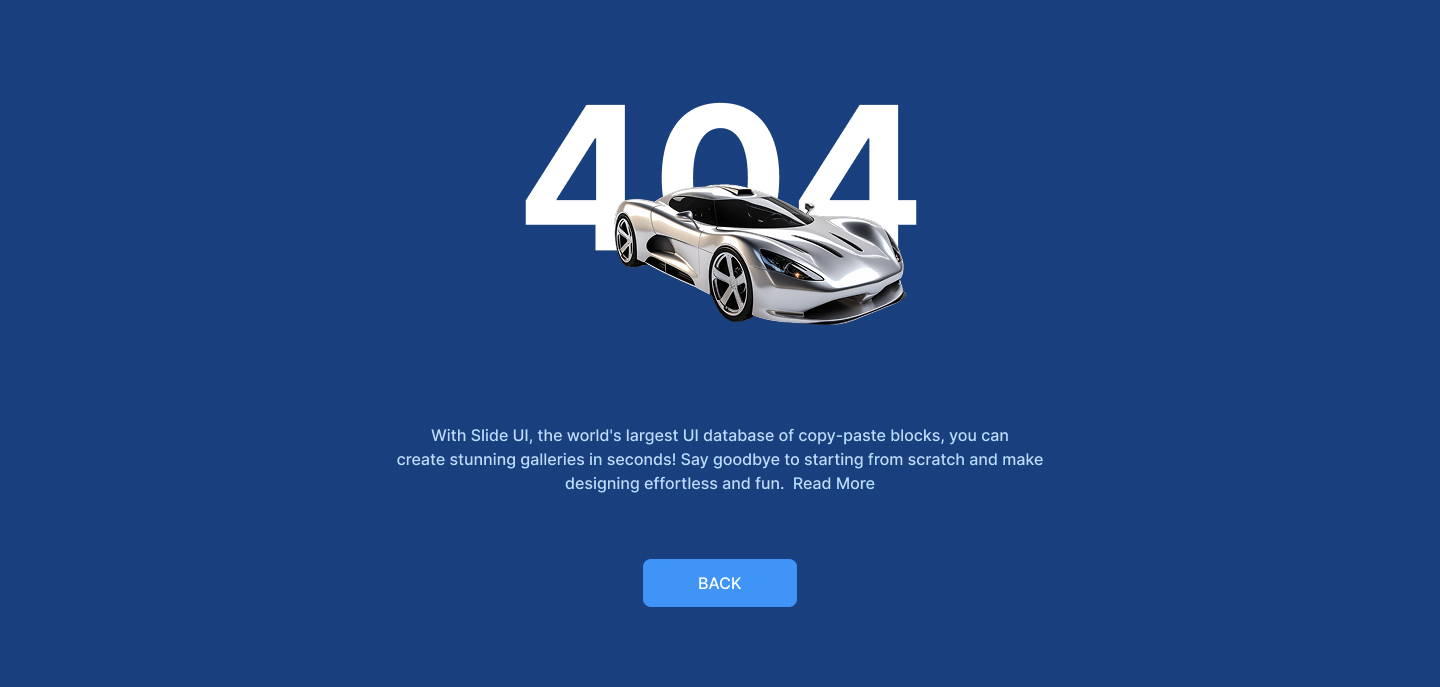 404
With Slide UI, the world's largest UI database of copy-paste blocks, you can
create stunning galleries in seconds! Say goodbye to starting from scratch and make
designing effortless and fun.  Read More
BACK